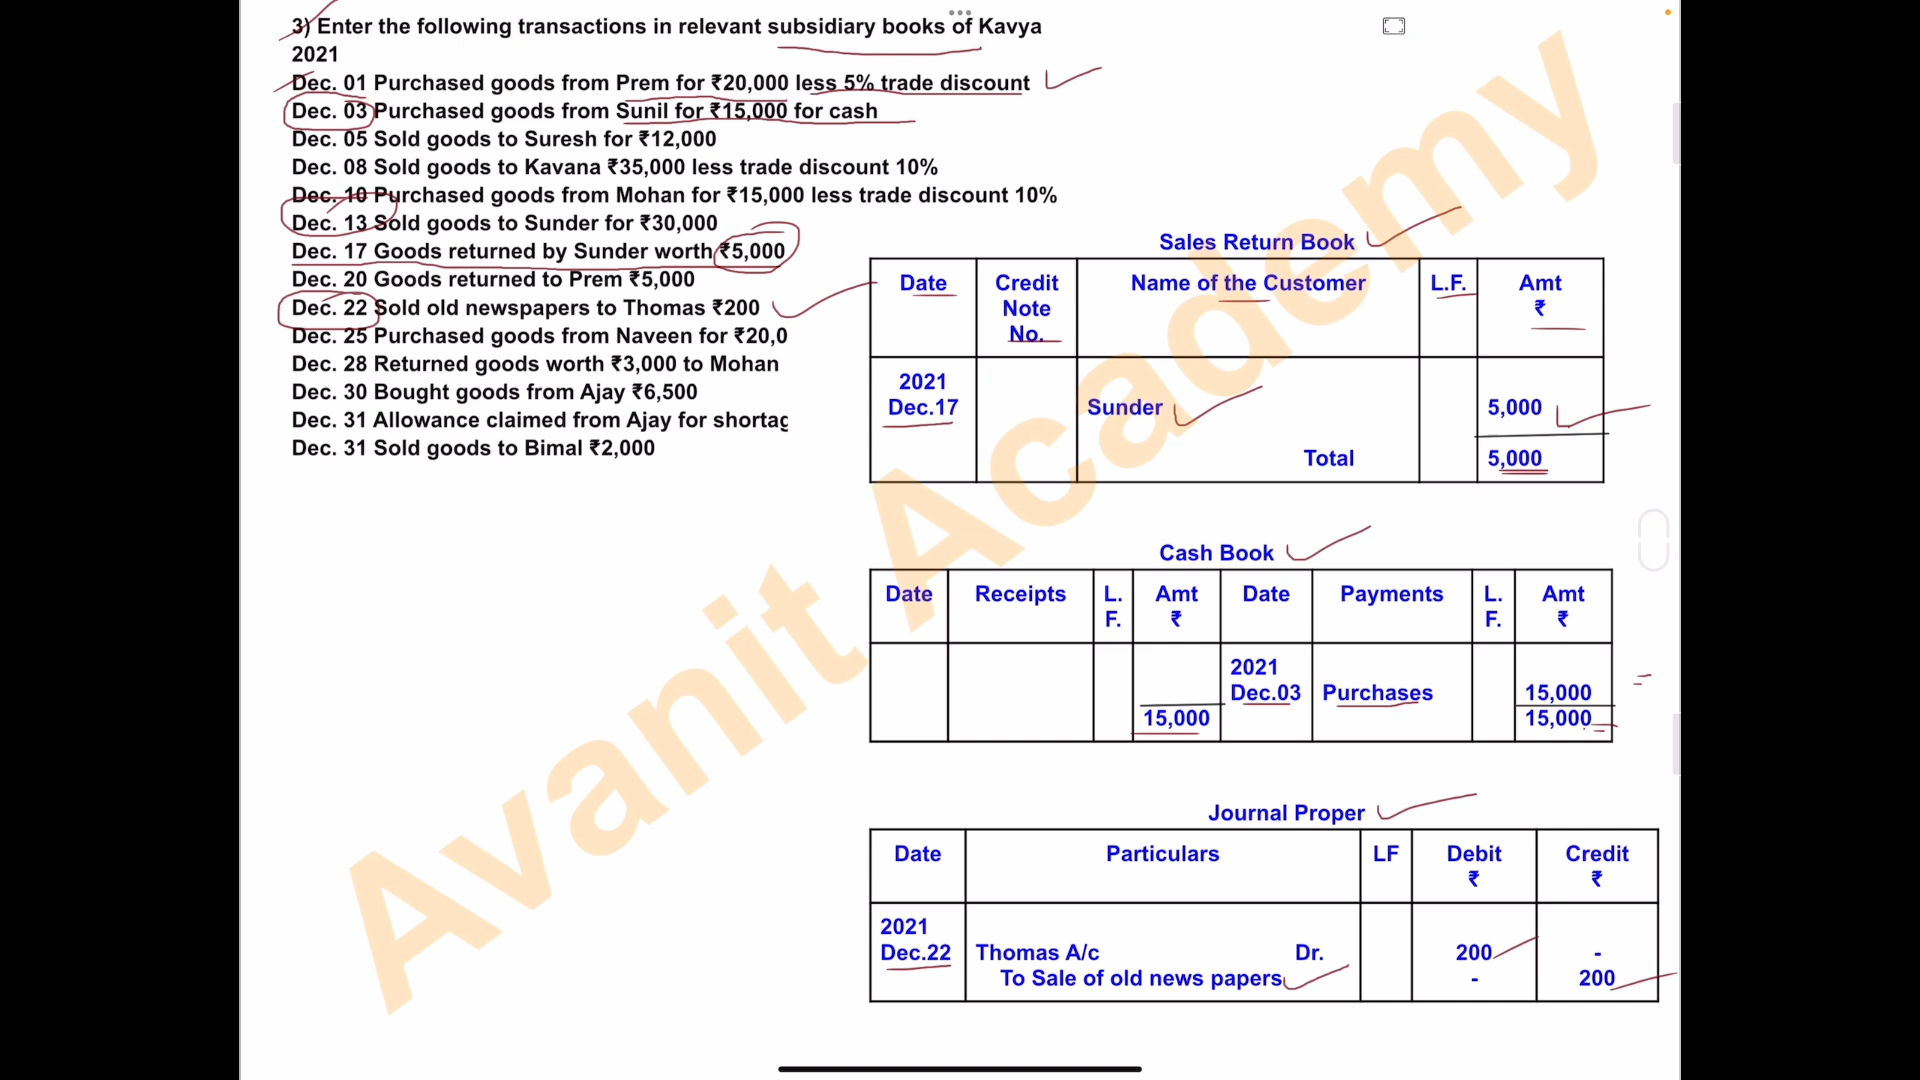 3) Enter the following transactions in relevant subsidiary books of Kavya
2021
Dec. 01 Purchased goods from Prem for ₹20,000 less 5% trade discount
Dec. 03 Purchased goods from Sunil for ₹15,000 for cash
Dec. 05 Sold goods to Suresh for ₹12,000
Dec. 08 Sold goods to Kavana ₹35,000 less trade discount 10%
Dec. 10 Purchased goods from Mohan for ₹15,000 less trade discount 10%
Dec. 13 Sold goods to Sunder for ₹30,000
Dec. 17 Goods returned by Sunder worth ₹5,000
Dec. 20 Goods returned to Prem ₹5,000
Dec. 22 Sold old newspapers to Thomas ₹200
Dec. 25 Purchased goods from Naveen for ₹20,0
Dec. 28 Returned goods worth ₹3,000 to Mohan
Dec. 30 Bought goods from Ajay ₹6,500
Dec. 31 Allowance claimed from Ajay for
Dec. 31 Sold goods to Bimal ₹2,000
Sales Return Book
Date Credit Name of the Customer L.F. Amt
Note ₹
No.
2021
Dec.17 Sunder 5,000
Total 5,000
Cash Book
Date Receipts L. Amt Date Payments L. Amt
F. ₹ F. ₹
2021
Dec.03 Purchases 15,000
15,000 15,000
Journal Proper
Date Particulars LF Debit Credit
₹ ₹
2021
Dec.22 Thomas A/c Dr. 200 -
To Sale of old news papers - 200
Avanit Academy